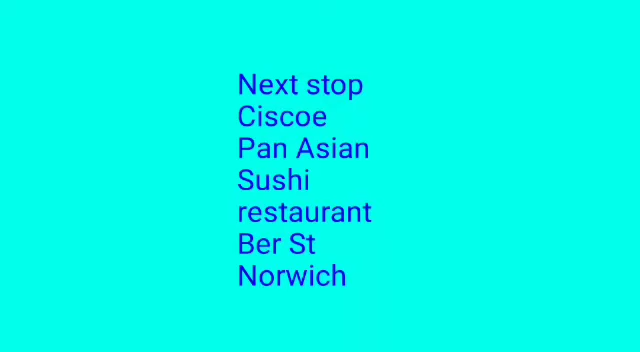 Next stop
Ciscoe
Pan Asian
Sushi
restaurant
Ber St
Norwich